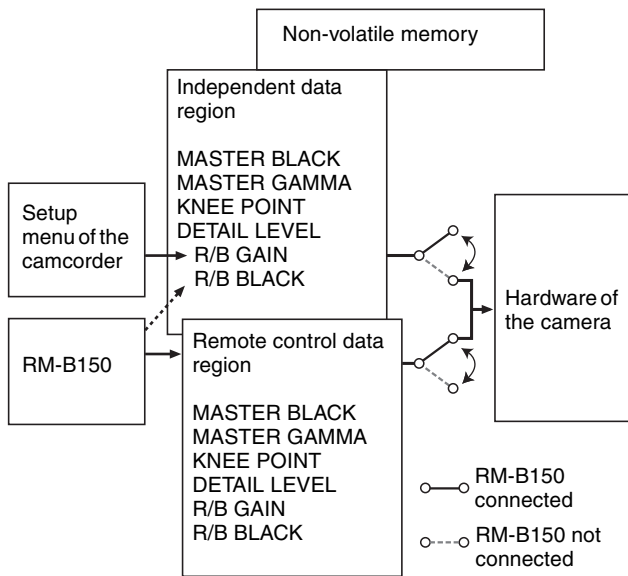 Non-volatile memory
Independent data
region
MASTER BLACK
MASTER GAMMA
KNEE POINT
DETAIL LEVEL
R/B GAIN
R/B BLACK
Setup
menu of the
camcorder
RM-B150
Remote control data
region
MASTER BLACK
MASTER GAMMA
KNEE POINT
DETAIL LEVEL
R/B GAIN
R/B BLACK
Hardware of
the camera
RM-B150
connected
RM-B150 not
connected